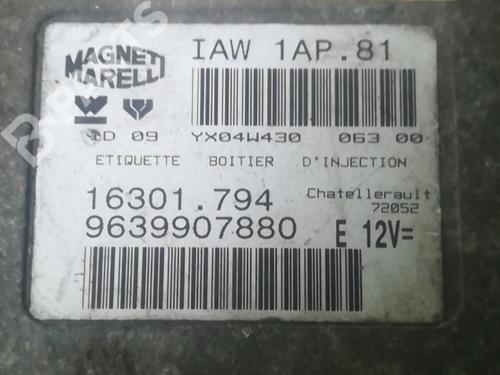 MAGNETI MARELLI
IAW 1AP.81
D 09 YX04W430 063 00
ETIQUETTE BOITIER D'INJECTION
16301.794
Chatellerault
72052
9639907880
E 12V=